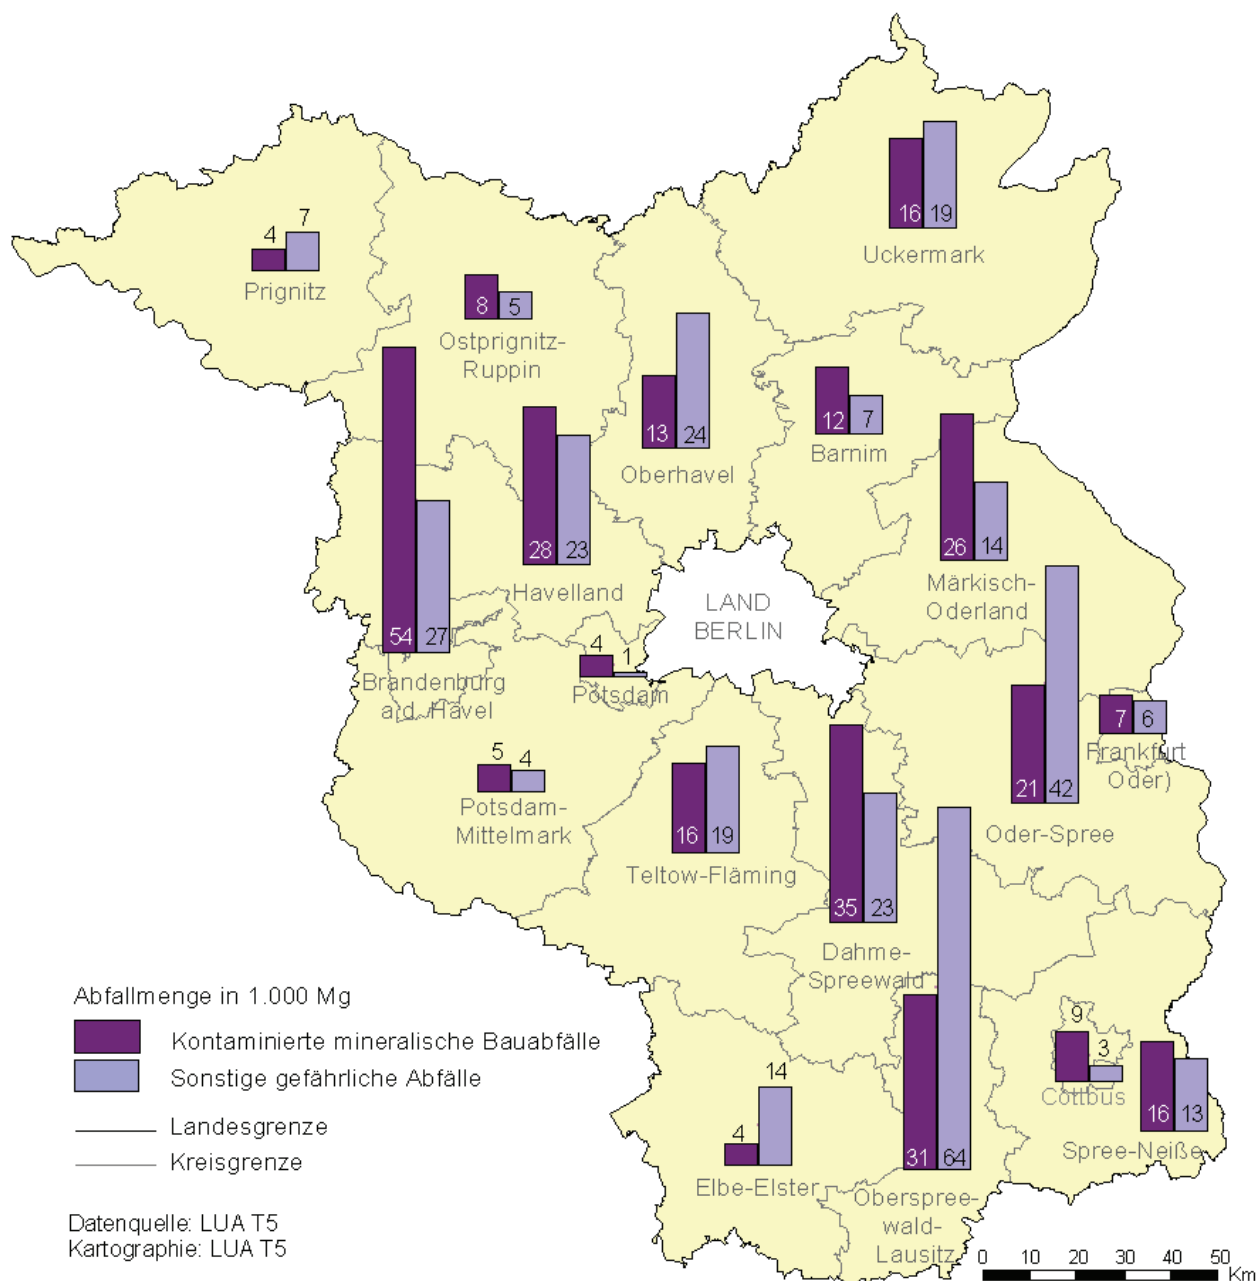 16 19
Uckermark
4 7
Prignitz
8 5
Ostprignitz-
Ruppin
13 24
Oberhavel
12 7
Barnim
26 14
Märkisch-
Oderland
28 23
Havelland
LAND
BERLIN
54 27
Brandenburg
a.d. Havel
4 1
Potsdam
7 6
Frankfurt
Oder)
5 4
Potsdam-
Mittelmark
16 19
Teltow-Fläming
21 42
Oder-Spree
35 23
Dahme-
Spreewald
9 3
Cottbus
16 13
Spree-Neiße
4 14
Elbe-Elster
31 64
Oberspree-
wald-
Lausitz
Abfallmenge in 1.000 Mg
Kontaminierte mineralische Bauabfälle
Sonstige gefährliche Abfälle
Landesgrenze
Kreisgrenze
Datenquelle: LUA T5
Kartographie: LUA T5
0 10 20 30 40 50
Km